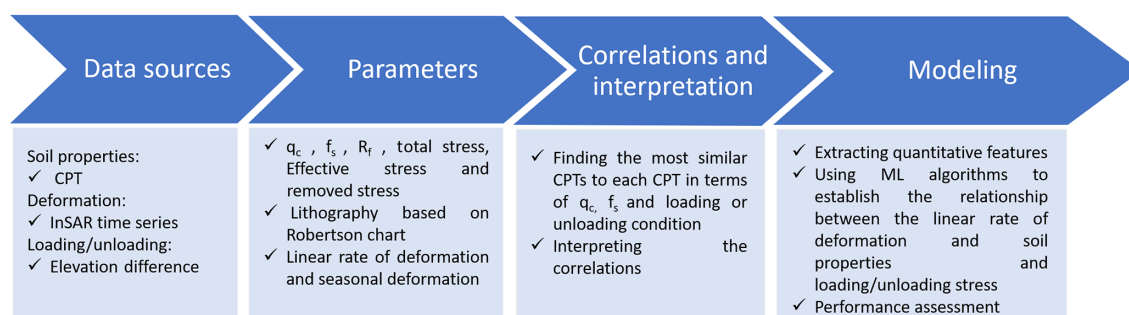 Data sources
Parameters
Correlations and
interpretation
Modeling
Soil properties:
✓ CPT
Deformation:
✓ InSAR time series
Loading/unloading:
✓ Elevation difference
✓ qc , fs , Rf , total stress,
Effective stress and
removed stress
✓ Lithography based on
Robertson chart
✓ Linear rate of deformation
and seasonal deformation
✓ Finding the most similar
CPTs to each CPT in terms
of qc, fs and loading or
unloading condition
✓ Interpreting the
correlations
✓ Extracting quantitative features
✓ Using ML algorithms to
establish the relationship
between the linear rate of
deformation and soil
properties and
loading/unloading stress
✓ Performance assessment